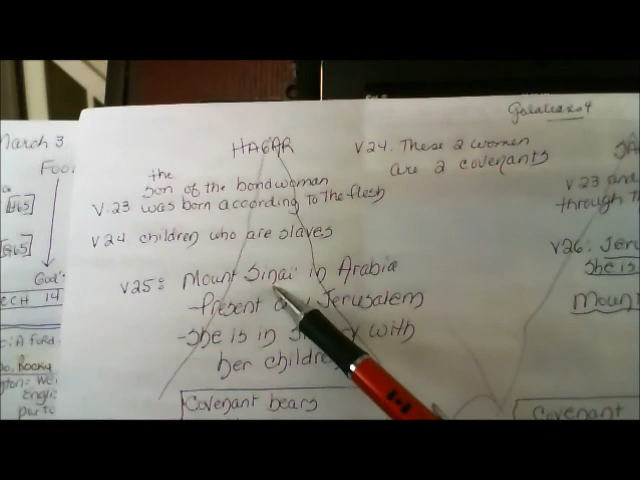 Galatians 4
March 3
HAGAR
V24. These 2 women
are 2 covenants
the
son of the bondwoman
V.23 was born according to the flesh
V24 children who are slaves
V25: Mount Sinai in Arabia
-Present Jerusalem
-She is in with
her children
Covenant bears
V23 and
through
V26: Jeru
She is
Mount
Covenant
God's
ECH 14